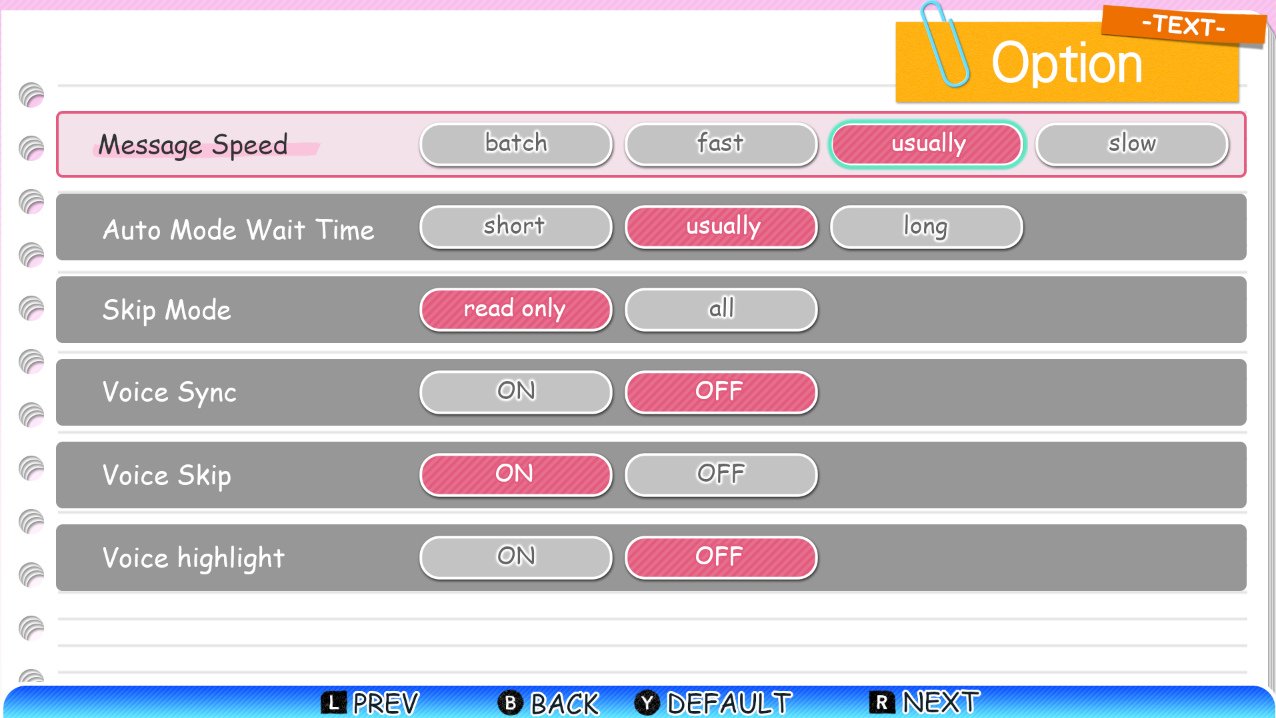 -TEXT-
Option
Message Speed batch fast usually slow
Auto Mode Wait Time short usually long
Skip Mode read only all
Voice Sync ON OFF
Voice Skip ON OFF
Voice highlight ON OFF
L PREV B BACK Y DEFAULT R NEXT